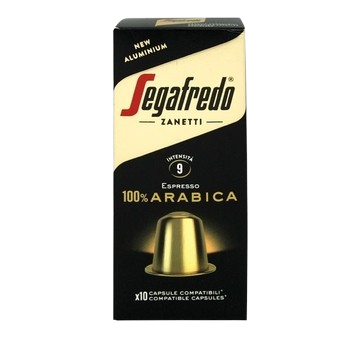 NEW
ALUMINIUM
Segafredo®
ZANETTI
INTENSITÀ
9
ESPRESSO
100% ARABICA
x10 CAPSULE COMPATIBILI*
COMPATIBLE CAPSULES*